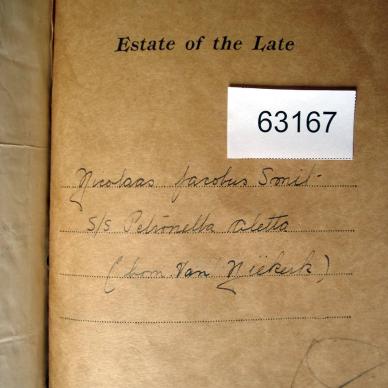 Estate of the Late
63167
Nicolaas Jacobus Smit
S/S Petronella Aletta
(born Van Niekerk)